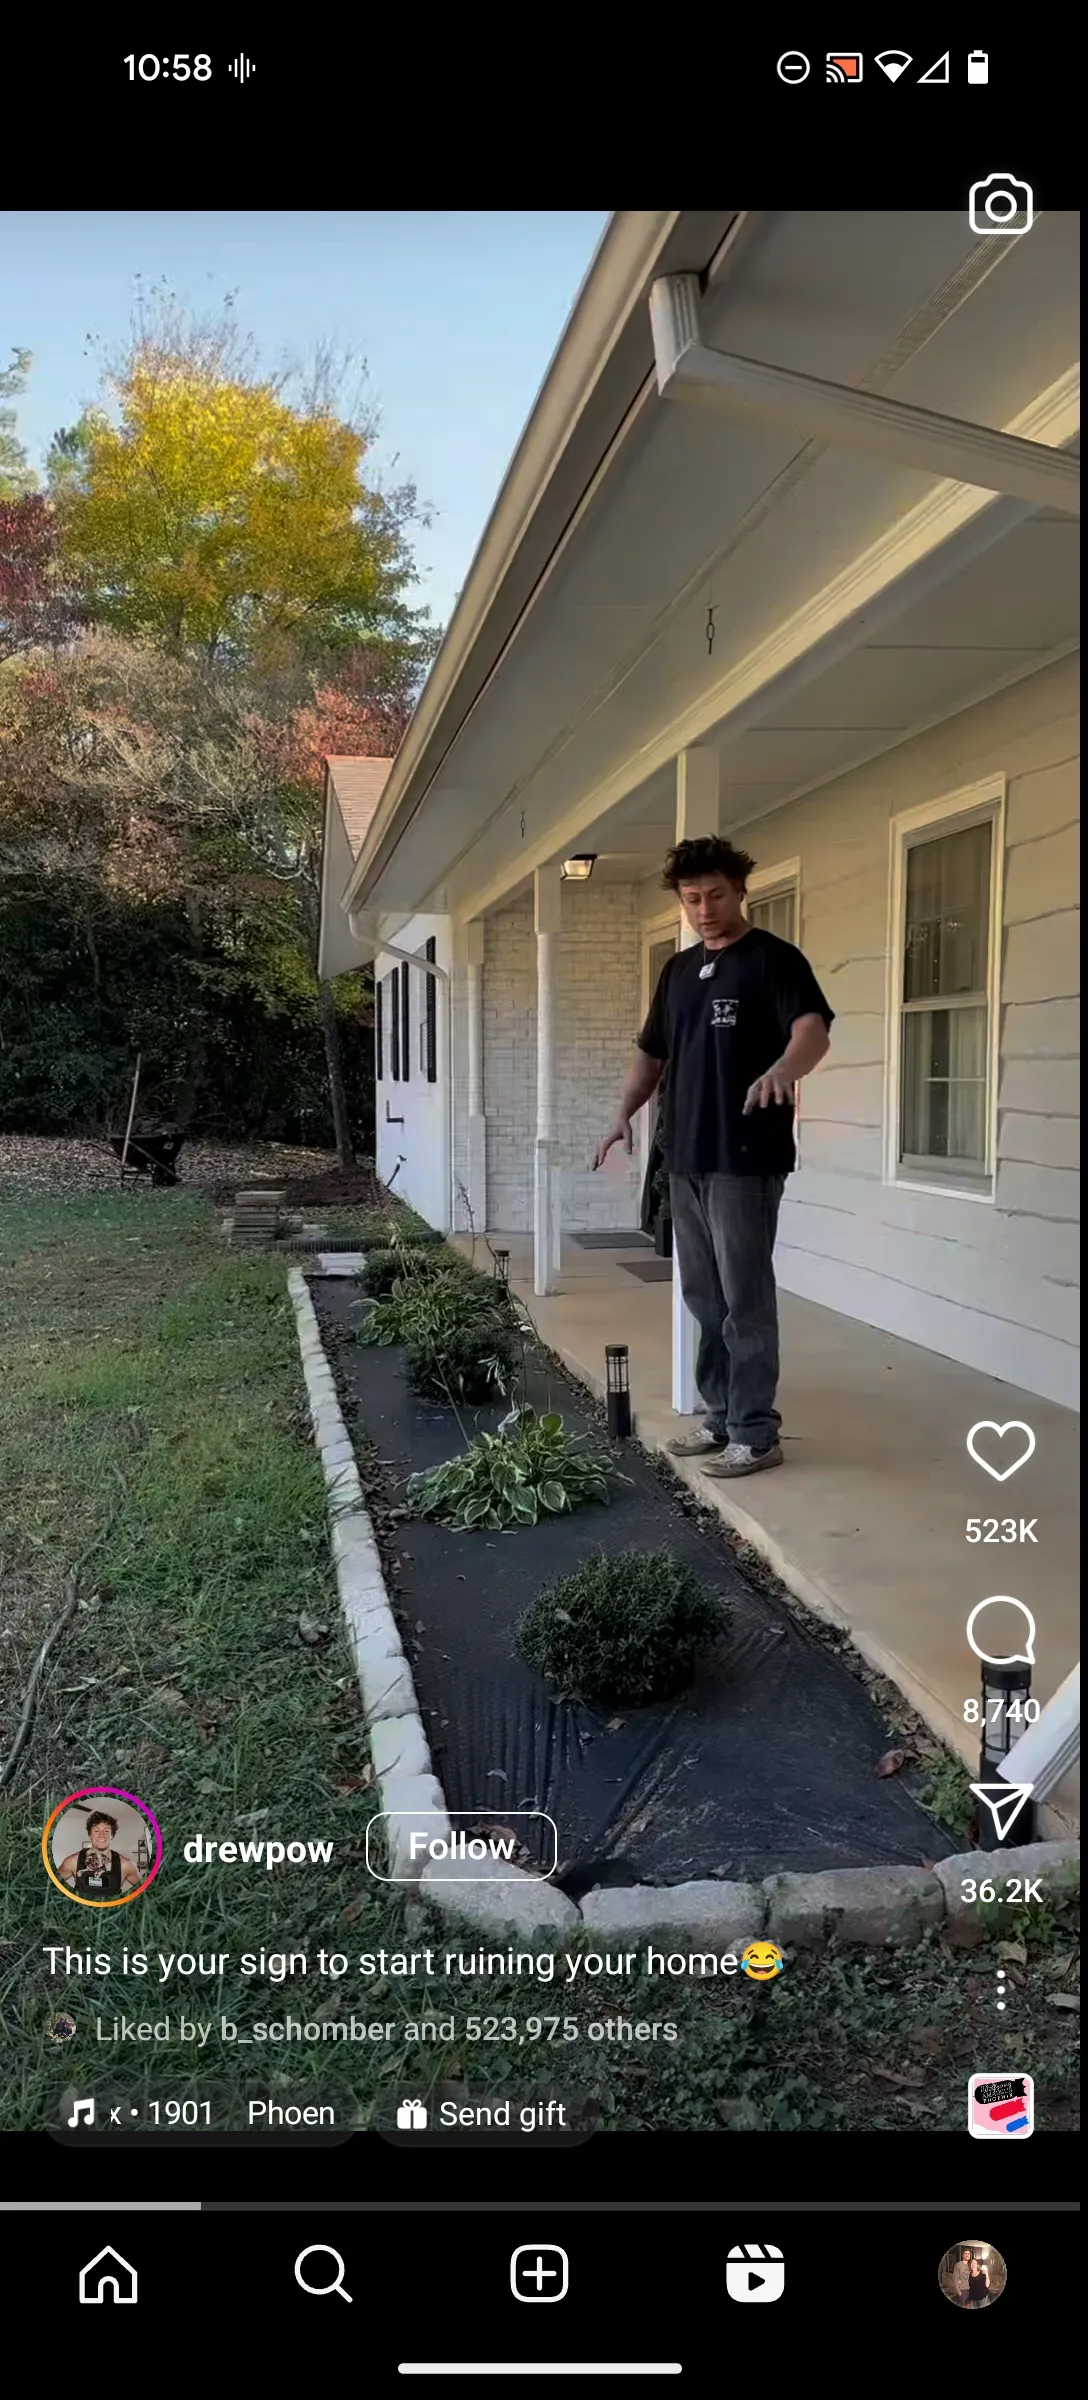 10:58
523K
8,740
drewpow
Follow
36.2K
This is your sign to start ruining your home😂
Liked by b_schomber and 523,975 others
x • 1901 Phoen
Send gift